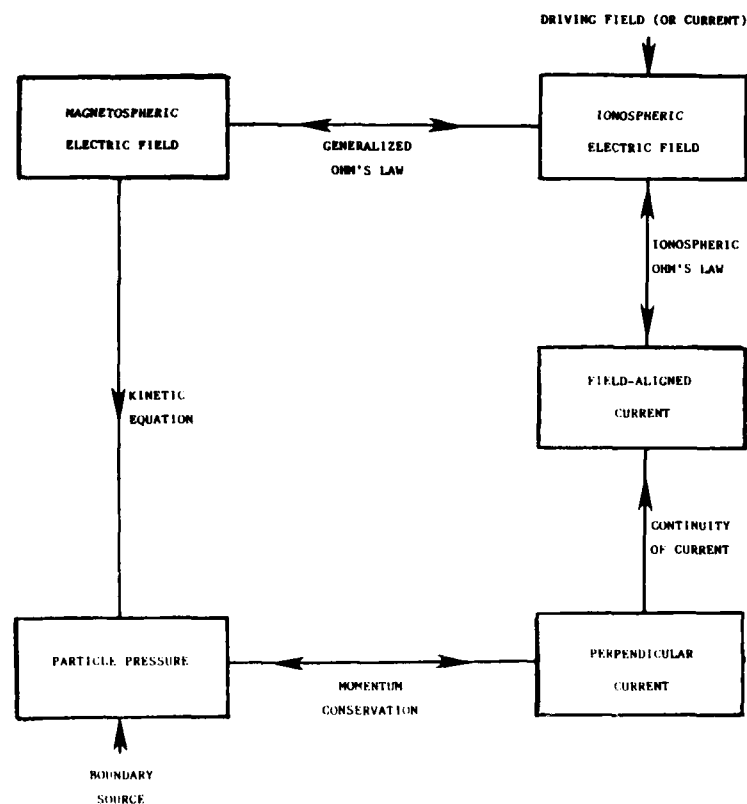 DRIVING FIELD (OR CURRENT)
MAGNETOSPHERIC
ELECTRIC FIELD
GENERALIZED
OHM'S LAW
IONOSPHERIC
ELECTRIC FIELD
IONOSPHERIC
OHM'S LAW
FIELD-ALIGNED
CURRENT
KINETIC
EQUATION
CONTINUITY
OF CURRENT
PARTICLE PRESSURE
MOMENTUM
CONSERVATION
PERPENDICULAR
CURRENT
BOUNDARY
SOURCE